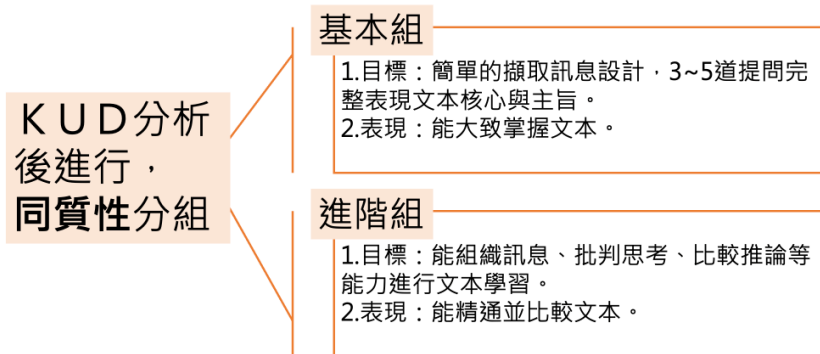 KUD分析
後進行，
同質性分組
基本組
1.目標：簡單的擷取訊息設計，3~5道提問完
整表現文本核心與主旨。
2.表現：能大致掌握文本。
進階組
1.目標：能組織訊息、批判思考、比較推論等
能力進行文本學習。
2.表現：能精通並比較文本。